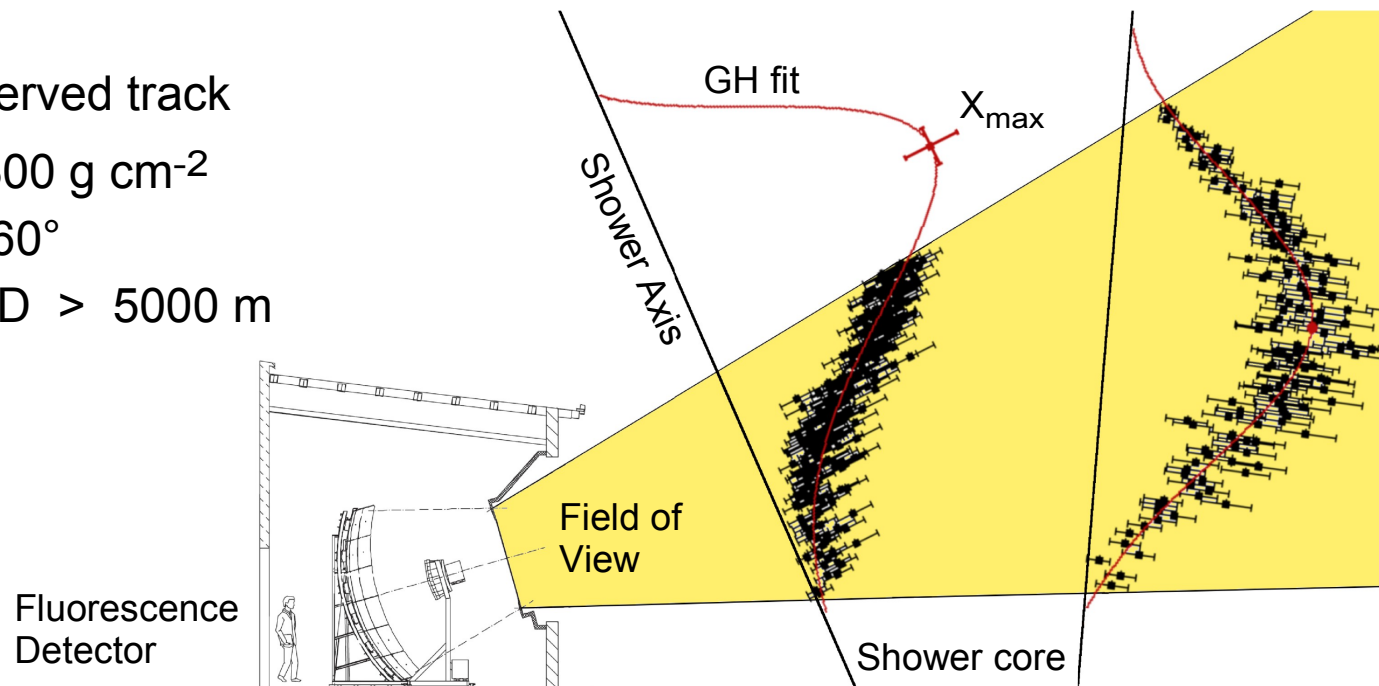 erved track
00 g cm-2
60°
D > 5000 m
GH fit
Xmax
Shower Axis
Field of
View
Fluorescence
Detector
Shower core